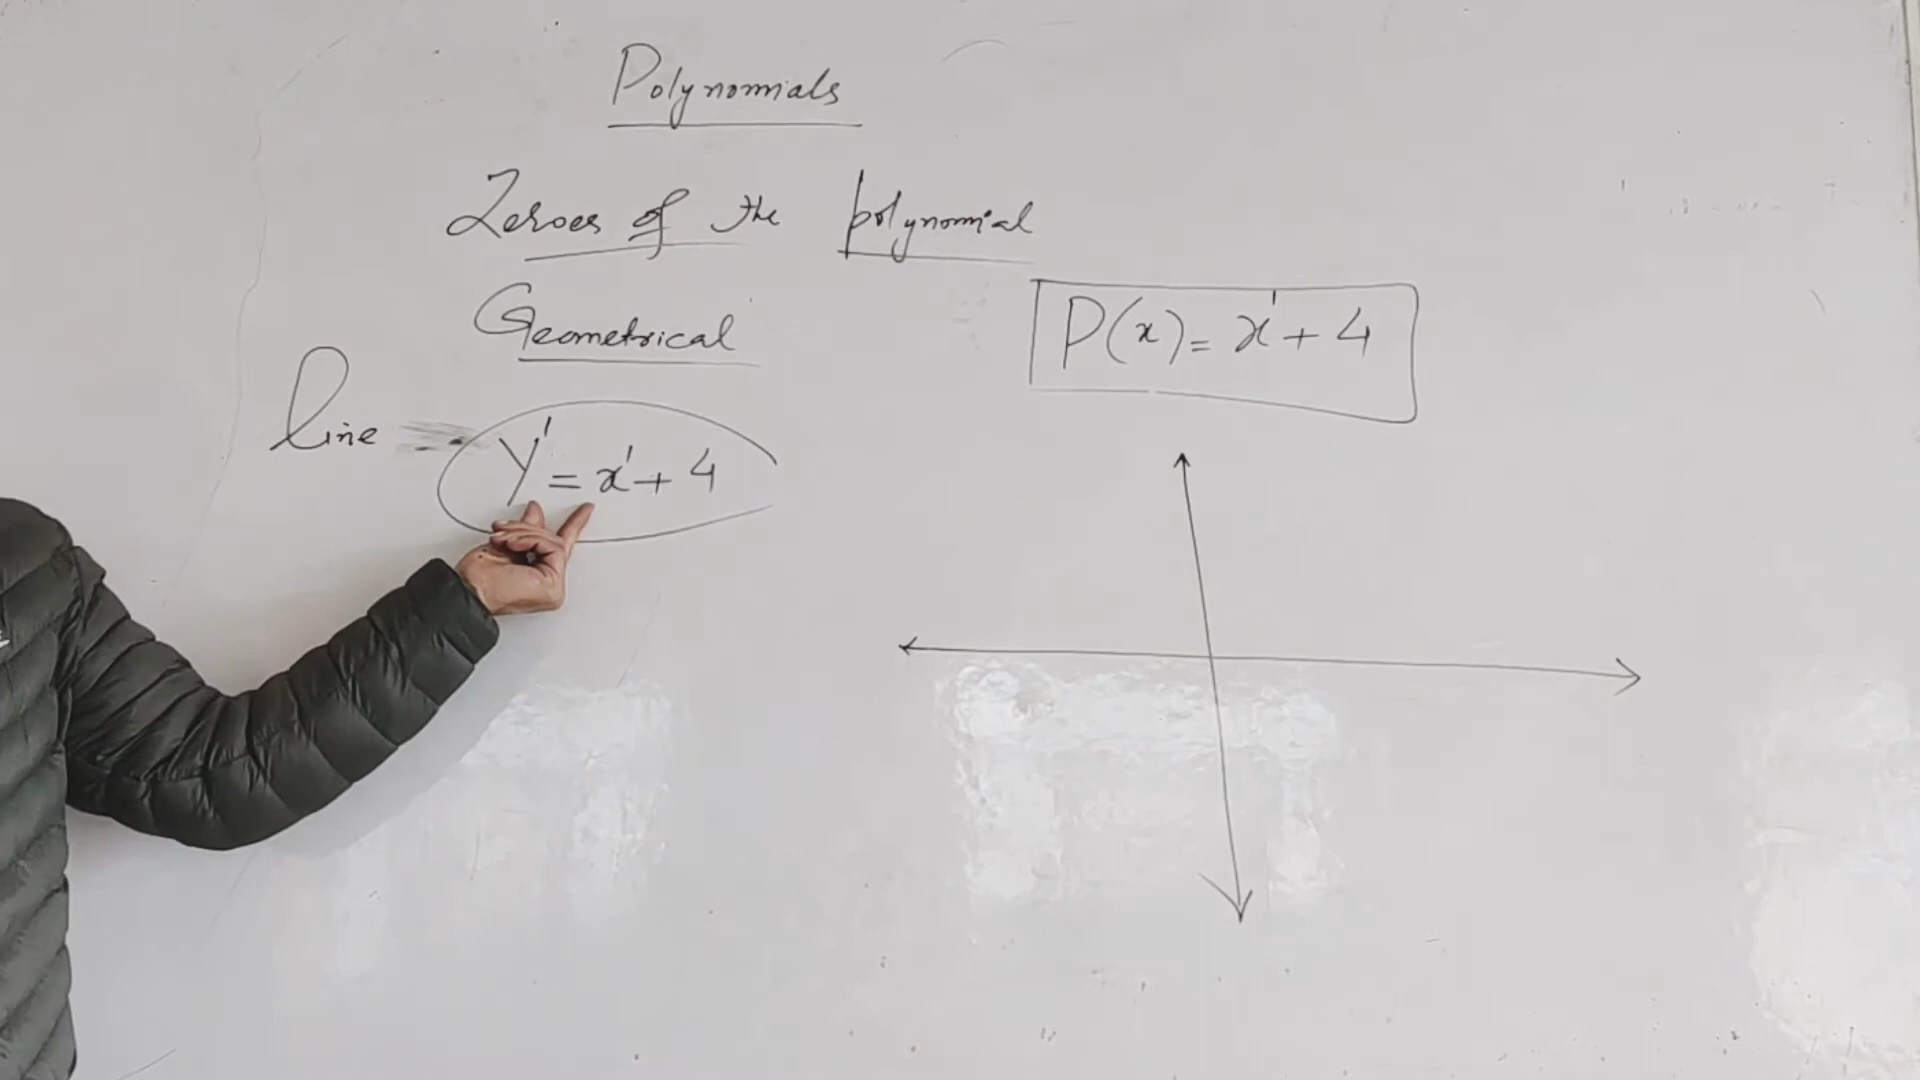 Polynomials
Zeroes of the polynomial
Geometrical
P(x) = x¹ + 4
line
Y¹ = x¹ + 4